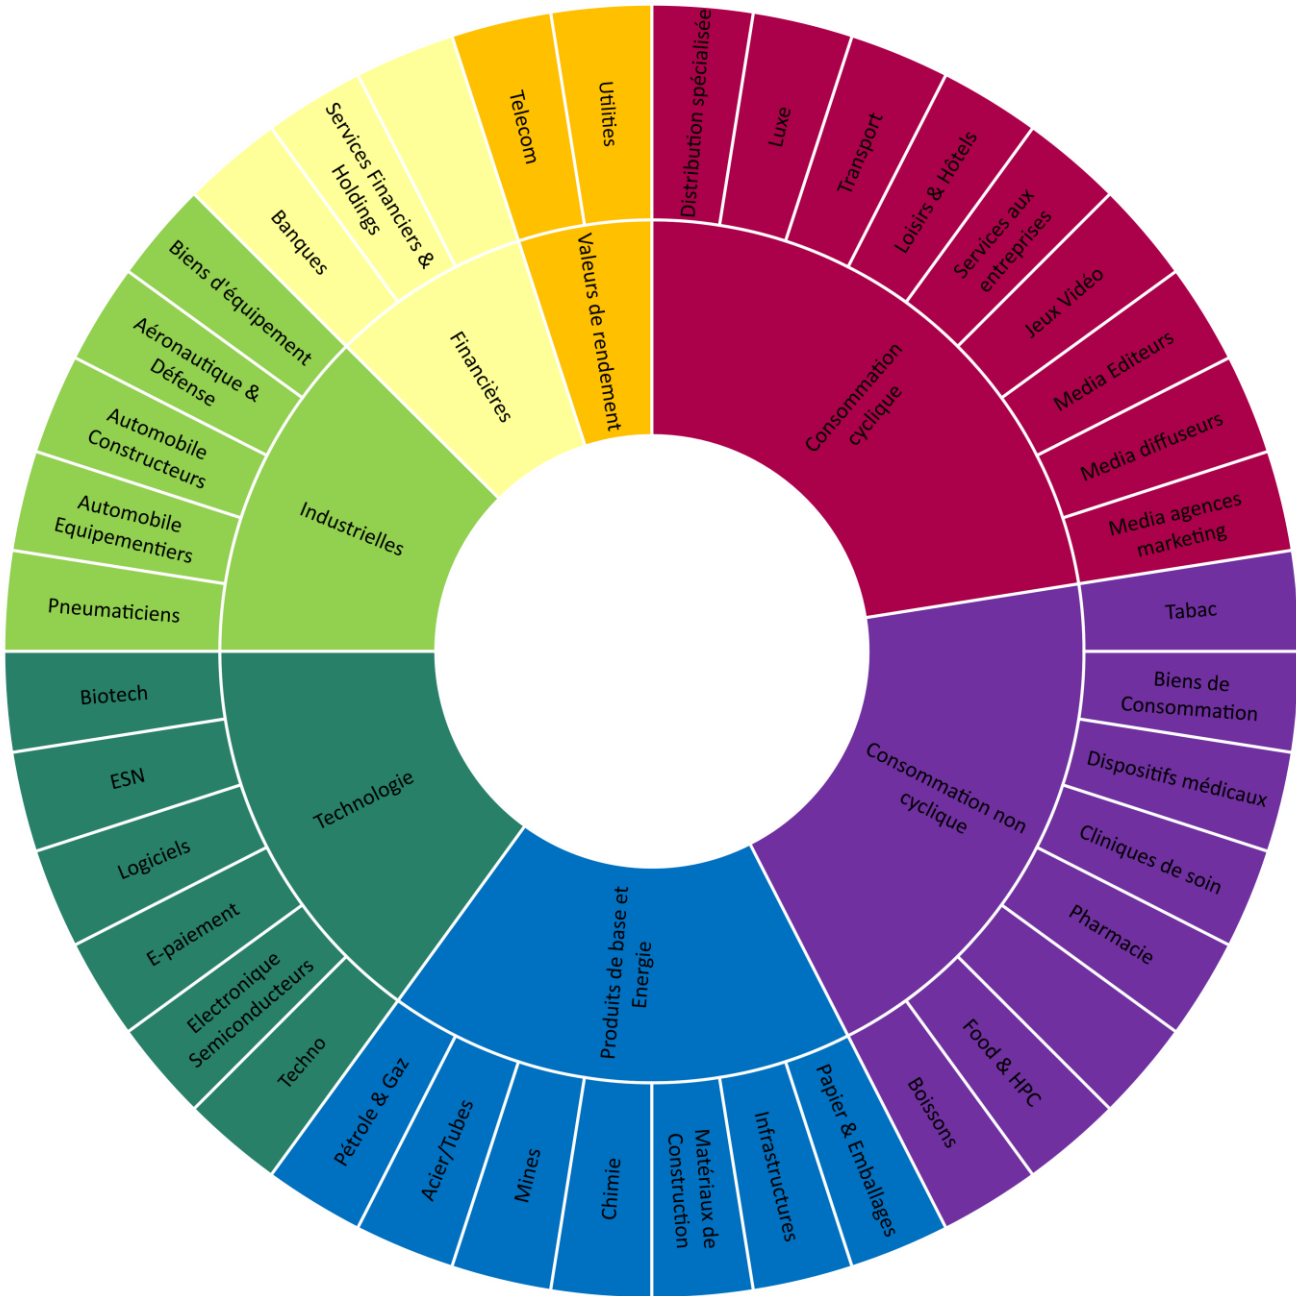 Distribution spécialisée
Luxe
Transport
Loisirs & Hôtels
Services aux
entreprises
Jeux Vidéo
Media Editeurs
Media diffuseurs
Media agences
marketing
Consommation
cyclique
Tabac
Biens de
Consommation
Dispositifs médicaux
Cliniques de soin
Pharmacie
Food & HPC
Boissons
Consommation non
cyclique
Papier & Emballages
Infrastructures
Matériaux de
Construction
Chimie
Mines
Acier/Tubes
Pétrole & Gaz
Produits de base et
Energie
Techno
Electronique
Semiconducteurs
E-paiement
Logiciels
ESN
Biotech
Technologie
Pneumaticiens
Automobile
Equipementiers
Automobile
Constructeurs
Aéronautique &
Défense
Biens d'équipement
Industrielles
Banques
Services Financiers &
Holdings
Financières
Telecom
Utilities
Valeurs de rendement